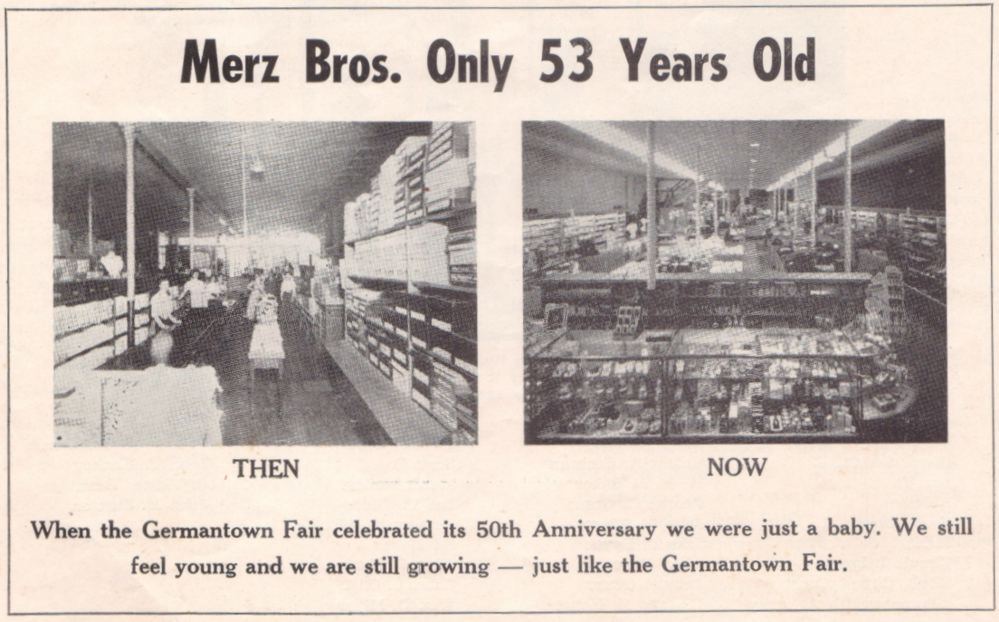 Merz Bros. Only 53 Years Old
THEN
NOW
When the Germantown Fair celebrated its 50th Anniversary we were just a baby. We still
feel young and we are still growing — just like the Germantown Fair.